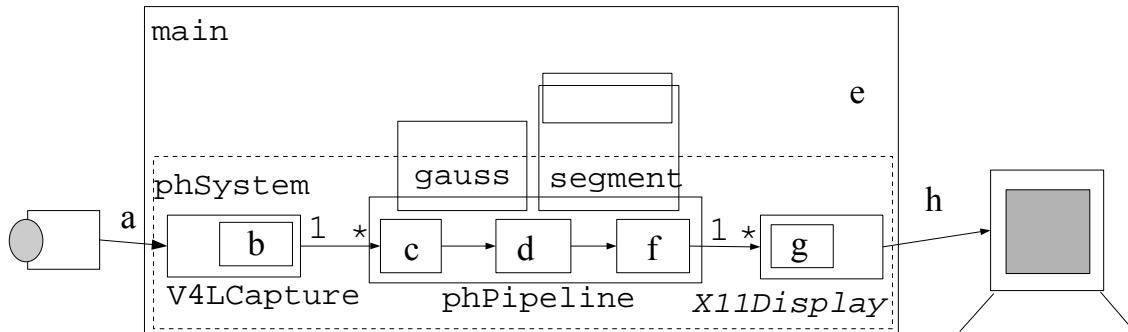 main
e
gauss segment
phSystem
a
h
b 1 * c d f 1 * g
V4LCapture phPipeline X11Display